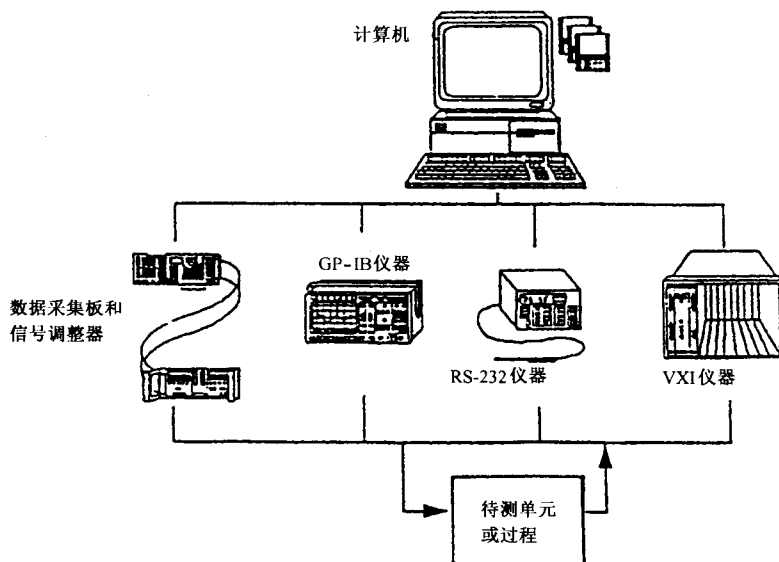 计算机
GP-IB仪器
数据采集板和
信号调整器
RS-232仪器
VXI仪器
待测单元
或过程